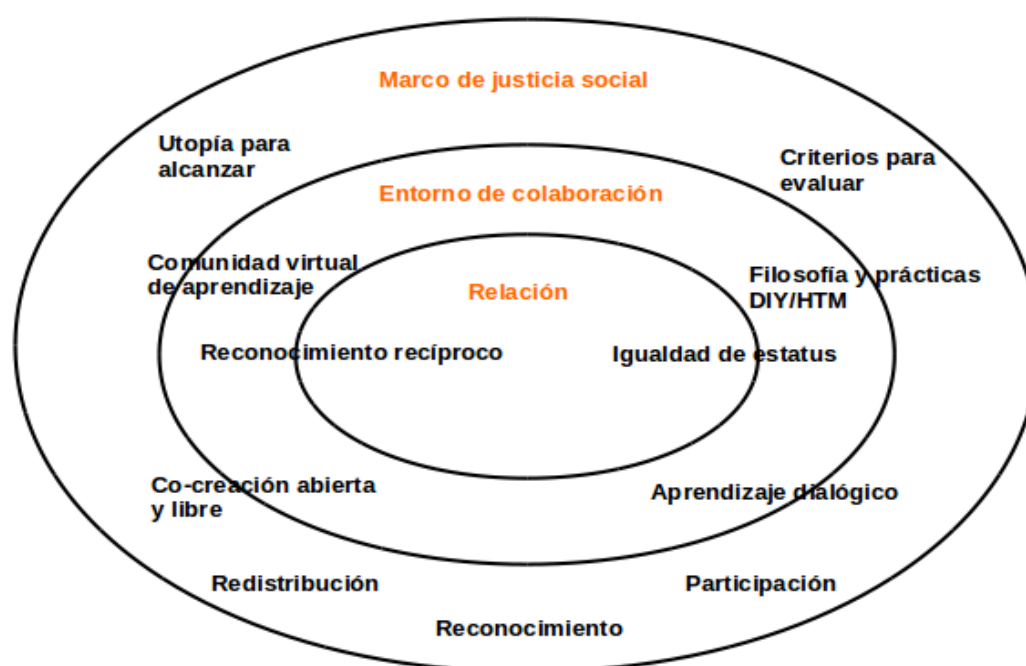 Marco de justicia social
Utopía para
alcanzar
Criterios para
evaluar
Entorno de colaboración
Comunidad virtual
de aprendizaje
Filosofía y prácticas
DIY/HTM
Relación
Reconocimiento recíproco
Igualdad de estatus
Co-creación abierta
y libre
Aprendizaje dialógico
Redistribución
Participación
Reconocimiento